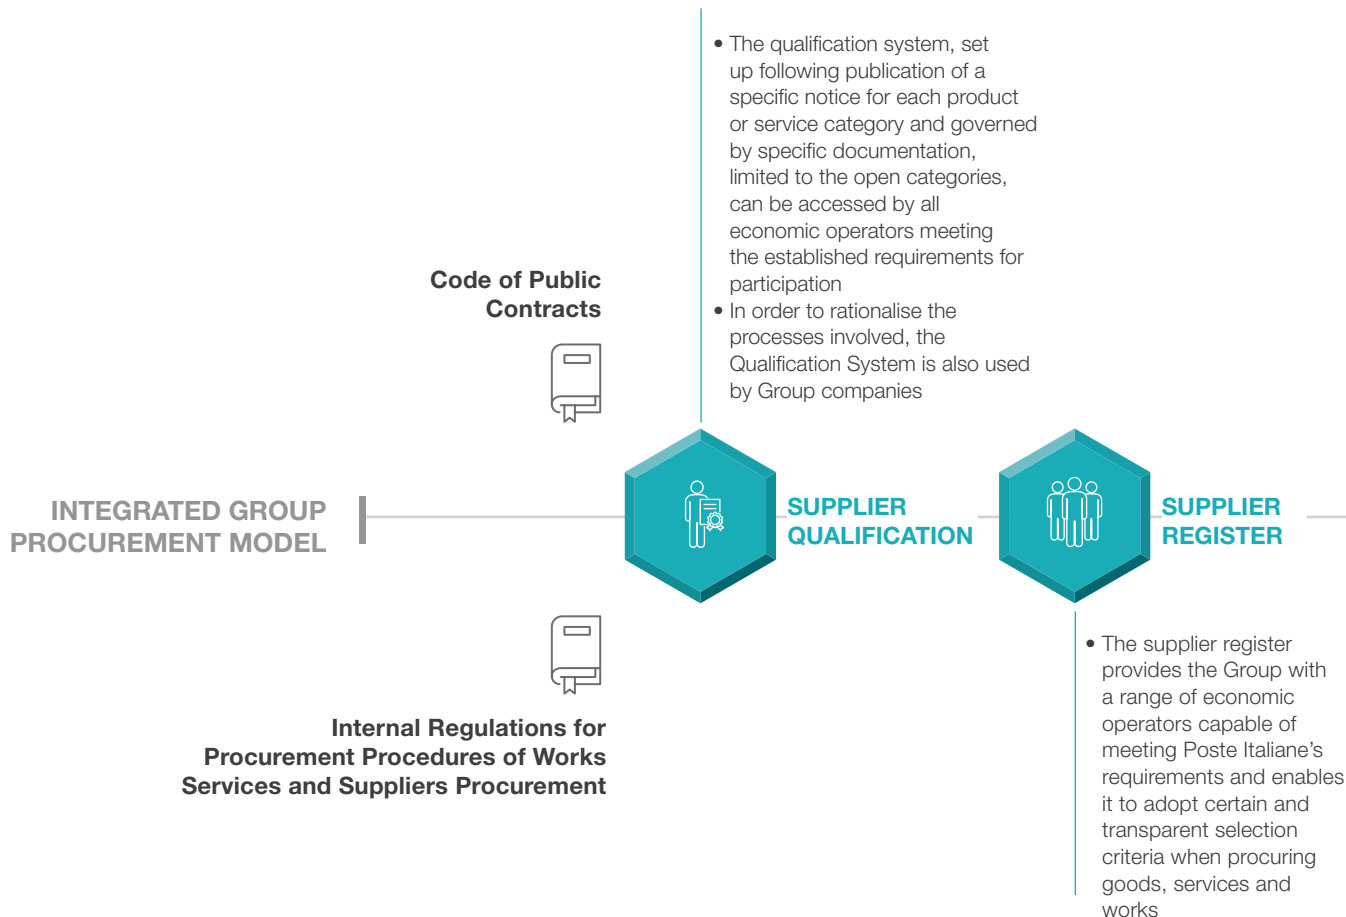 • The qualification system, set
up following publication of a
specific notice for each product
or service category and governed
by specific documentation,
limited to the open categories,
can be accessed by all
economic operators meeting
the established requirements for
participation
• In order to rationalise the
processes involved, the
Qualification System is also used
by Group companies
Code of Public
Contracts
INTEGRATED GROUP
PROCUREMENT MODEL
SUPPLIER
QUALIFICATION
SUPPLIER
REGISTER
Internal Regulations for
Procurement Procedures of Works
Services and Suppliers Procurement
• The supplier register
provides the Group with
a range of economic
operators capable of
meeting Poste Italiane’s
requirements and enables
it to adopt certain and
transparent selection
criteria when procuring
goods, services and
works